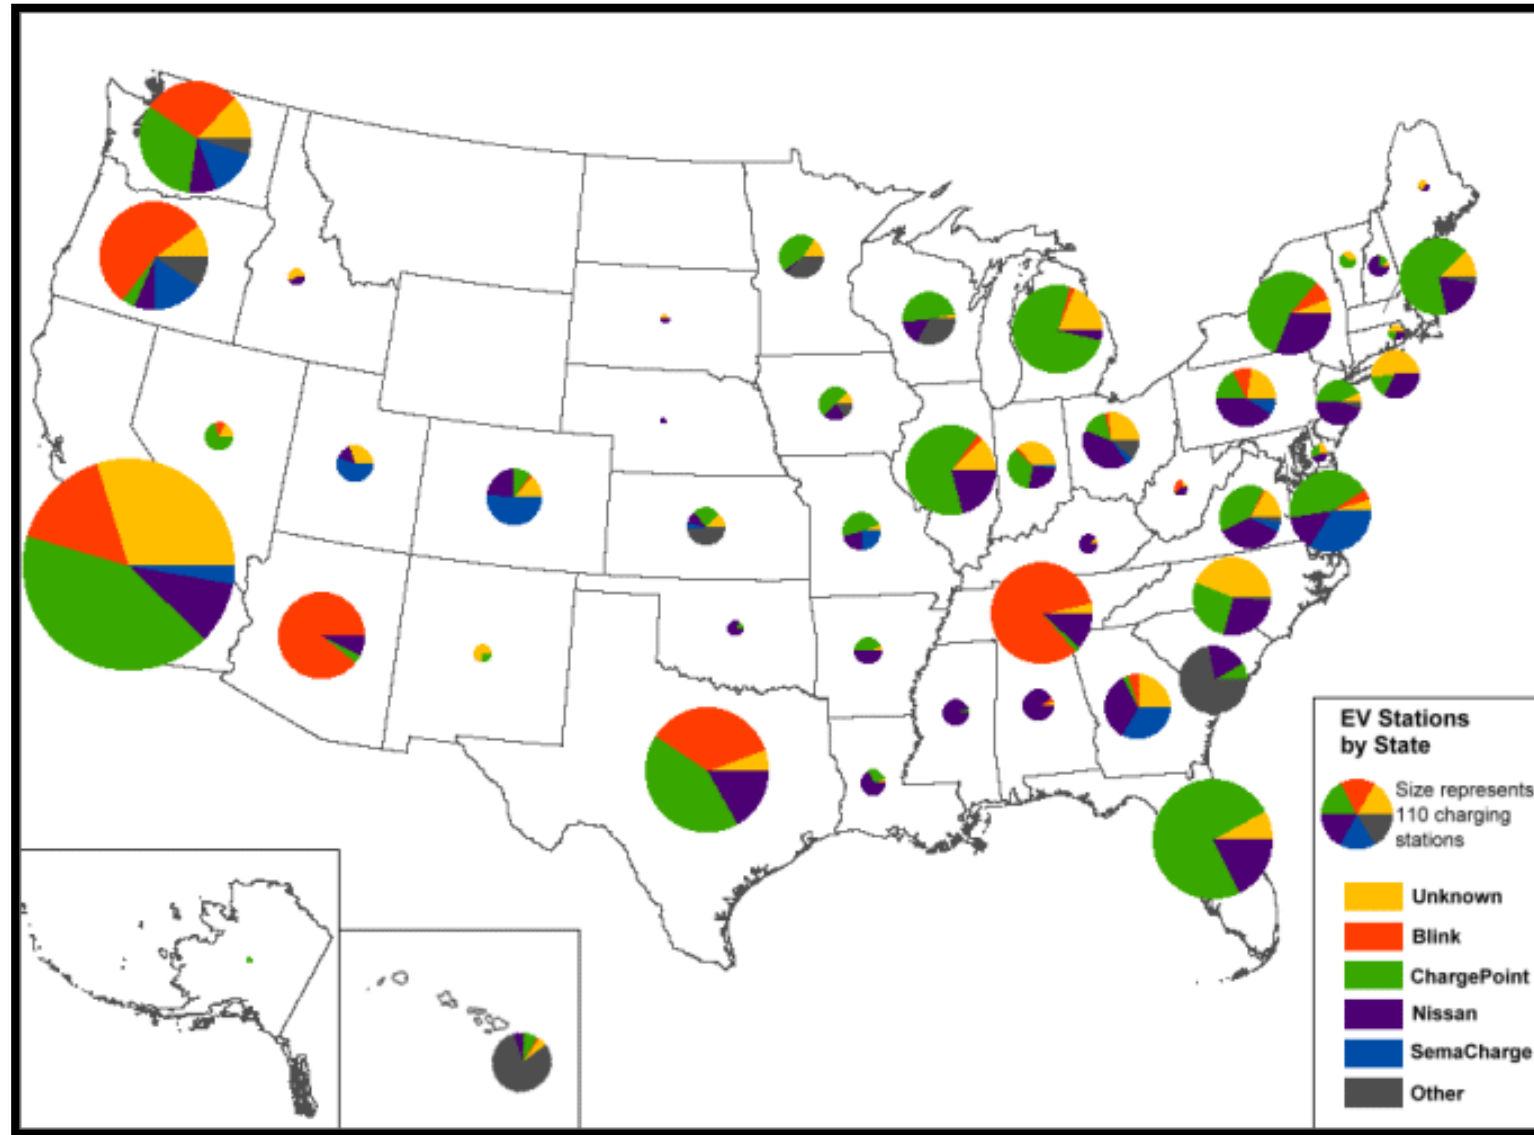 EV Stations
by State
Size represents
110 charging
stations
Unknown
Blink
ChargePoint
Nissan
SemaCharge
Other